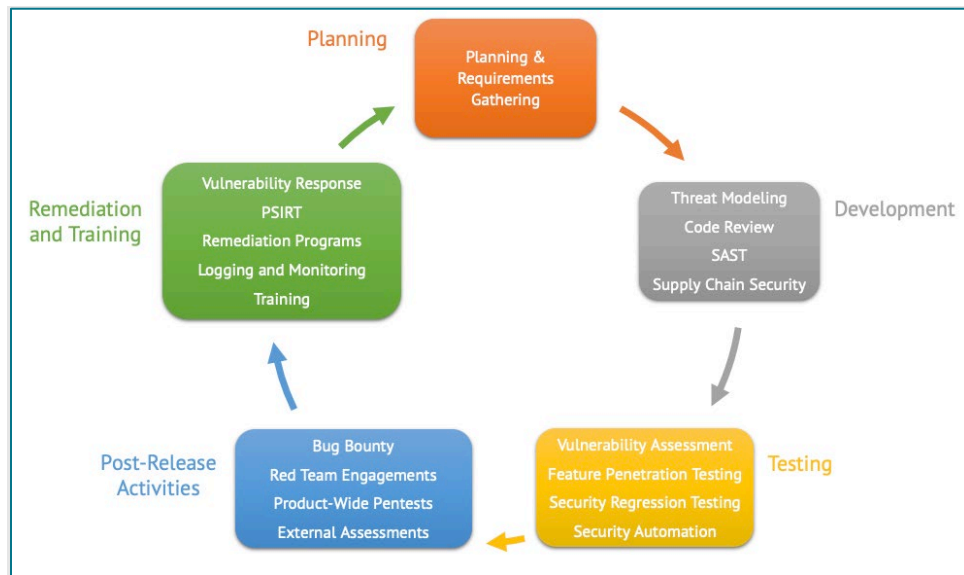 Planning
Planning &
Requirements
Gathering
Development
Threat Modeling
Code Review
SAST
Supply Chain Security
Testing
Vulnerability Assessment
Feature Penetration Testing
Security Regression Testing
Security Automation
Post-Release
Activities
Bug Bounty
Red Team Engagements
Product-Wide Pentests
External Assessments
Remediation
and Training
Vulnerability Response
PSIRT
Remediation Programs
Logging and Monitoring
Training